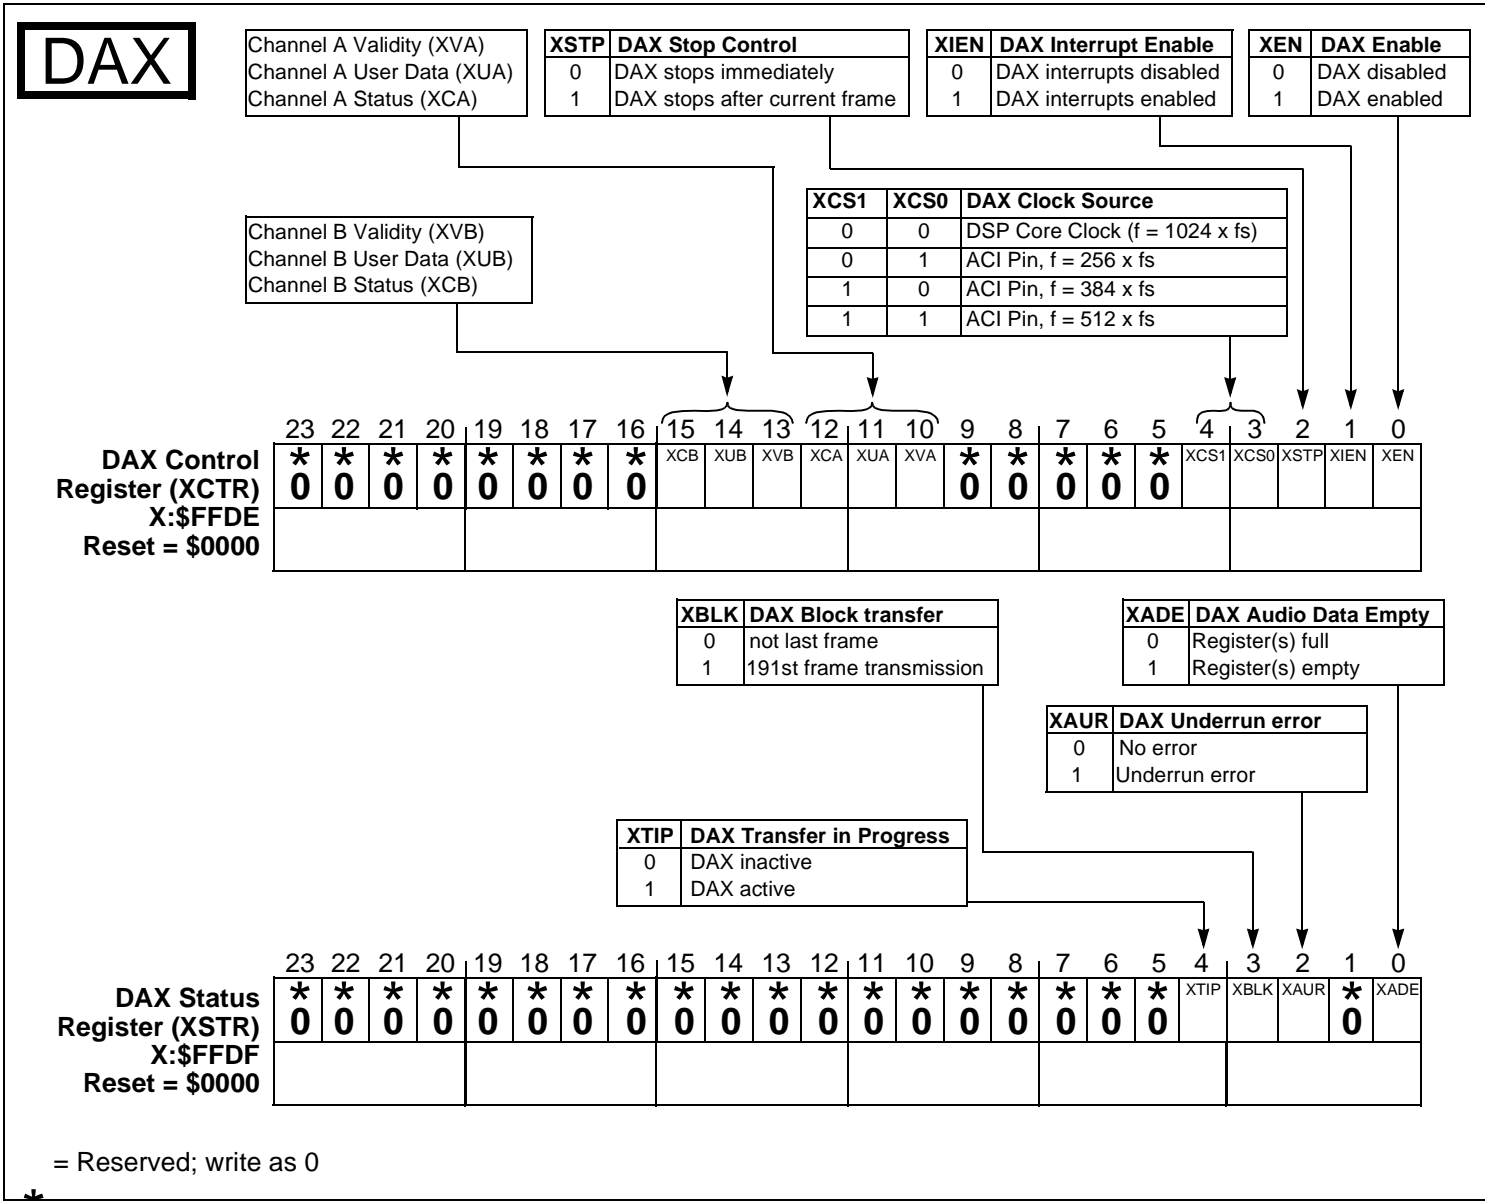 DAX
Channel A Validity (XVA)
Channel A User Data (XUA)
Channel A Status (XCA)
XSTP DAX Stop Control
0 DAX stops immediately
1 DAX stops after current frame
XIEN DAX Interrupt Enable
0 DAX interrupts disabled
1 DAX interrupts enabled
XEN DAX Enable
0 DAX disabled
1 DAX enabled
XCS1 XCS0 DAX Clock Source
0 0 DSP Core Clock (f = 1024 x fs)
0 1 ACI Pin, f = 256 x fs
1 0 ACI Pin, f = 384 x fs
1 1 ACI Pin, f = 512 x fs
Channel B Validity (XVB)
Channel B User Data (XUB)
Channel B Status (XCB)
23 22 21 20 19 18 17 16 15 14 13 12 11 10 9 8 7 6 5 4 3 2 1 0
DAX Control
Register (XCTR)
X:$FFDE
Reset = $0000
* * * * * * * * XCB XUB XVB XCA XUA XVA * * * * * XCS1 XCS0 XSTP XIEN XEN
0 0 0 0 0 0 0 0 0 0 0 0 0
XBLK DAX Block transfer
0 not last frame
1 191st frame transmission
XADE DAX Audio Data Empty
0 Register(s) full
1 Register(s) empty
XAUR DAX Underrun error
0 No error
1 Underrun error
XTIP DAX Transfer in Progress
0 DAX inactive
1 DAX active
23 22 21 20 19 18 17 16 15 14 13 12 11 10 9 8 7 6 5 4 3 2 1 0
DAX Status
Register (XSTR)
X:$FFDF
Reset = $0000
* * * * * * * * * * * * * * * * * * * XTIP XBLK XAUR * XADE
0 0 0 0 0 0 0 0 0 0 0 0 0 0 0 0 0 0 0 0
= Reserved; write as 0
*